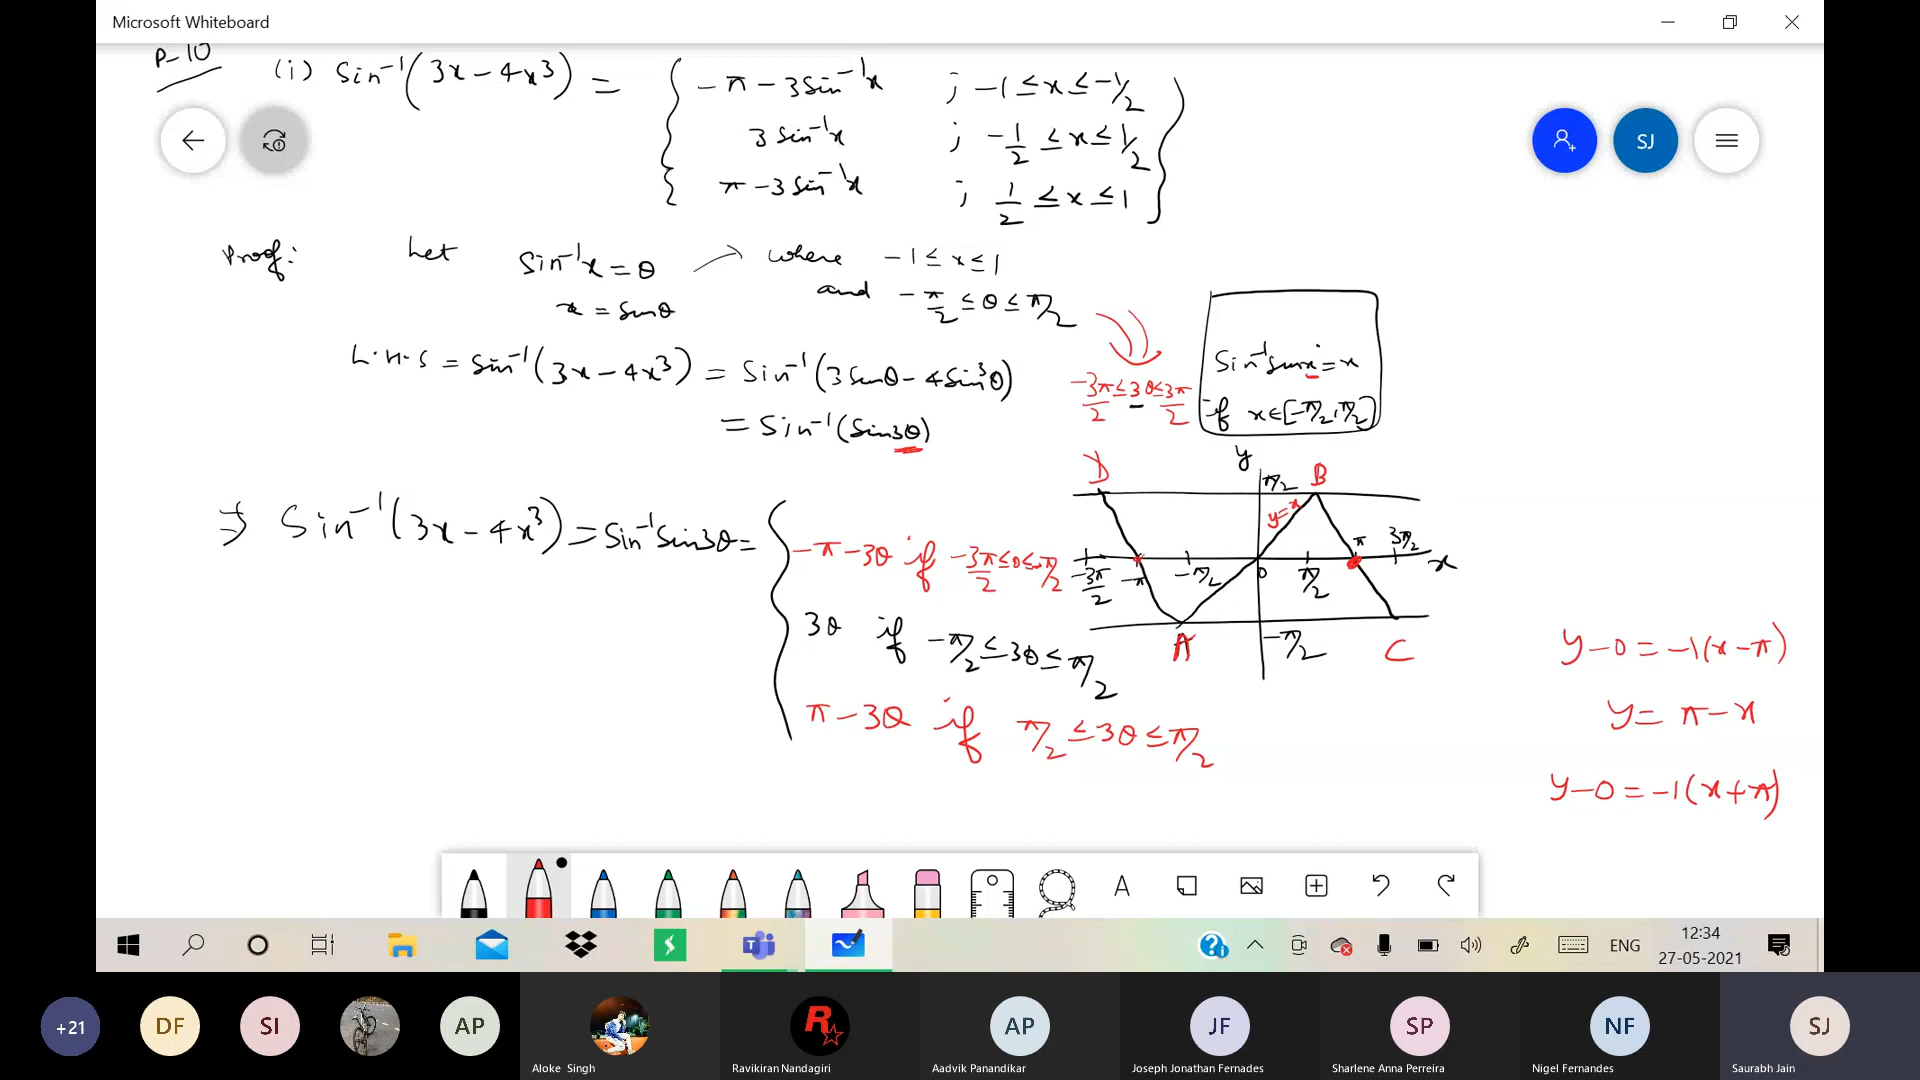 Microsoft Whiteboard
P-10 (i) Sin⁻¹(3x - 4x³) = { -π - 3Sin⁻¹x ; -1 ≤ x ≤ -1/2
3 Sin⁻¹x ; -1/2 ≤ x ≤ 1/2
π - 3 Sin⁻¹x ; 1/2 ≤ x ≤ 1 }
SJ
Proof: Let Sin⁻¹x = θ where -1 ≤ x ≤ 1
x = Sinθ and -π/2 ≤ θ ≤ π/2
L.H.S = Sin⁻¹(3x - 4x³) = Sin⁻¹(3Sinθ - 4Sin³θ)
= Sin⁻¹(Sin3θ)
-3π/2 ≤ 3θ ≤ 3π/2
Sin⁻¹Sinx = x
if x ∈ [-π/2, π/2]
⇒ Sin⁻¹(3x - 4x³) = Sin⁻¹Sin3θ = {
-π - 3θ if -3π/2 ≤ θ ≤ -π/2
3θ if -π/2 ≤ 3θ ≤ π/2
π - 3θ if π/2 ≤ 3θ ≤ π/2
y
D π/2 B
y=x
-3π/2 -π -π/2 0 π/2 π 3π/2 x
A -π/2 C
y - 0 = -1(x - π)
y = π - x
y - 0 = -1(x + π)
A
ENG
12:34
27-05-2021
+21 DF SI AP R AP JF SP NF SJ
Aloke Singh Ravikiran Nandagiri Aadvik Panandikar Joseph Jonathan Fernades Sharlene Anna Perreira Nigel Fernandes Saurabh Jain